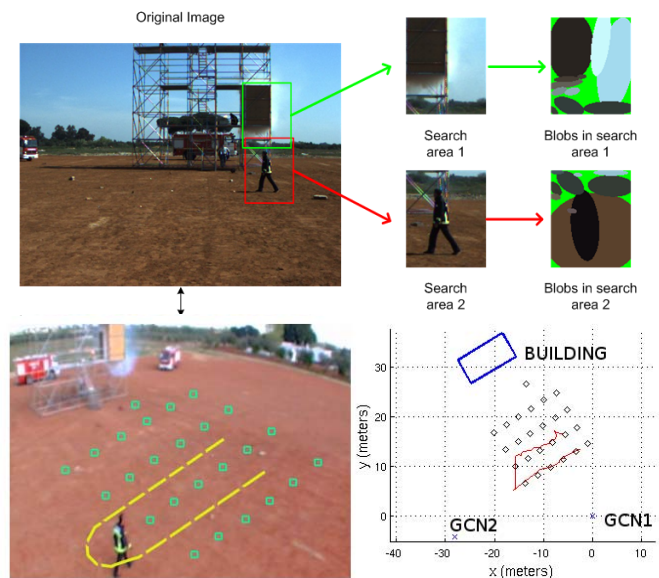 Original Image
Search
area 1
Blobs in search
area 1
Search
area 2
Blobs in search
area 2
BUILDING
30
20
10
0
y (meters)
GCN2
GCN1
-40
-30
-20
-10
0
x (meters)